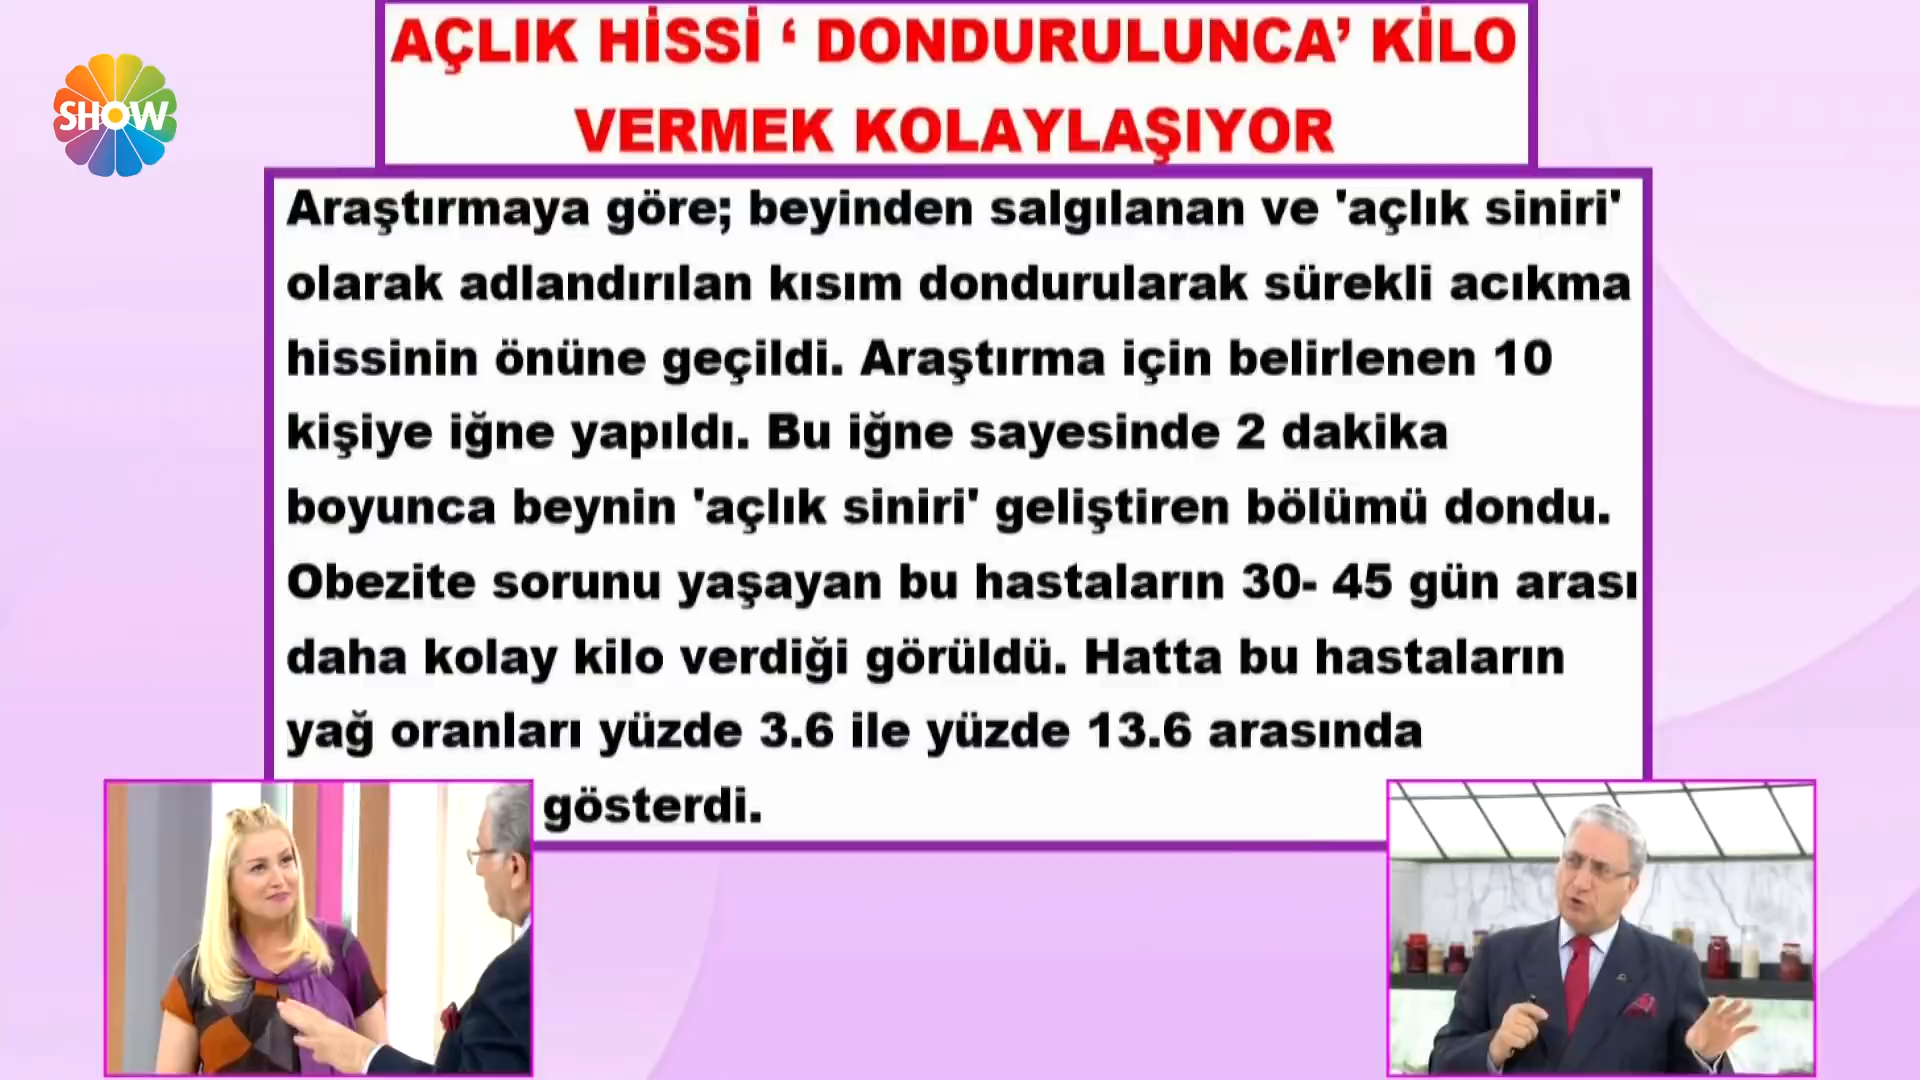 SHOW
AÇLIK HİSSİ ‘ DONDURULUNCA’ KİLO
VERMEK KOLAYLAŞIYOR
Araştırmaya göre; beyinden salgılanan ve 'açlık siniri'
olarak adlandırılan kısım dondurularak sürekli acıkma
hissinin önüne geçildi. Araştırma için belirlenen 10
kişiye iğne yapıldı. Bu iğne sayesinde 2 dakika
boyunca beynin 'açlık siniri' geliştiren bölümü dondu.
Obezite sorunu yaşayan bu hastaların 30- 45 gün arası
daha kolay kilo verdiği görüldü. Hatta bu hastaların
yağ oranları yüzde 3.6 ile yüzde 13.6 arasında
gösterdi.